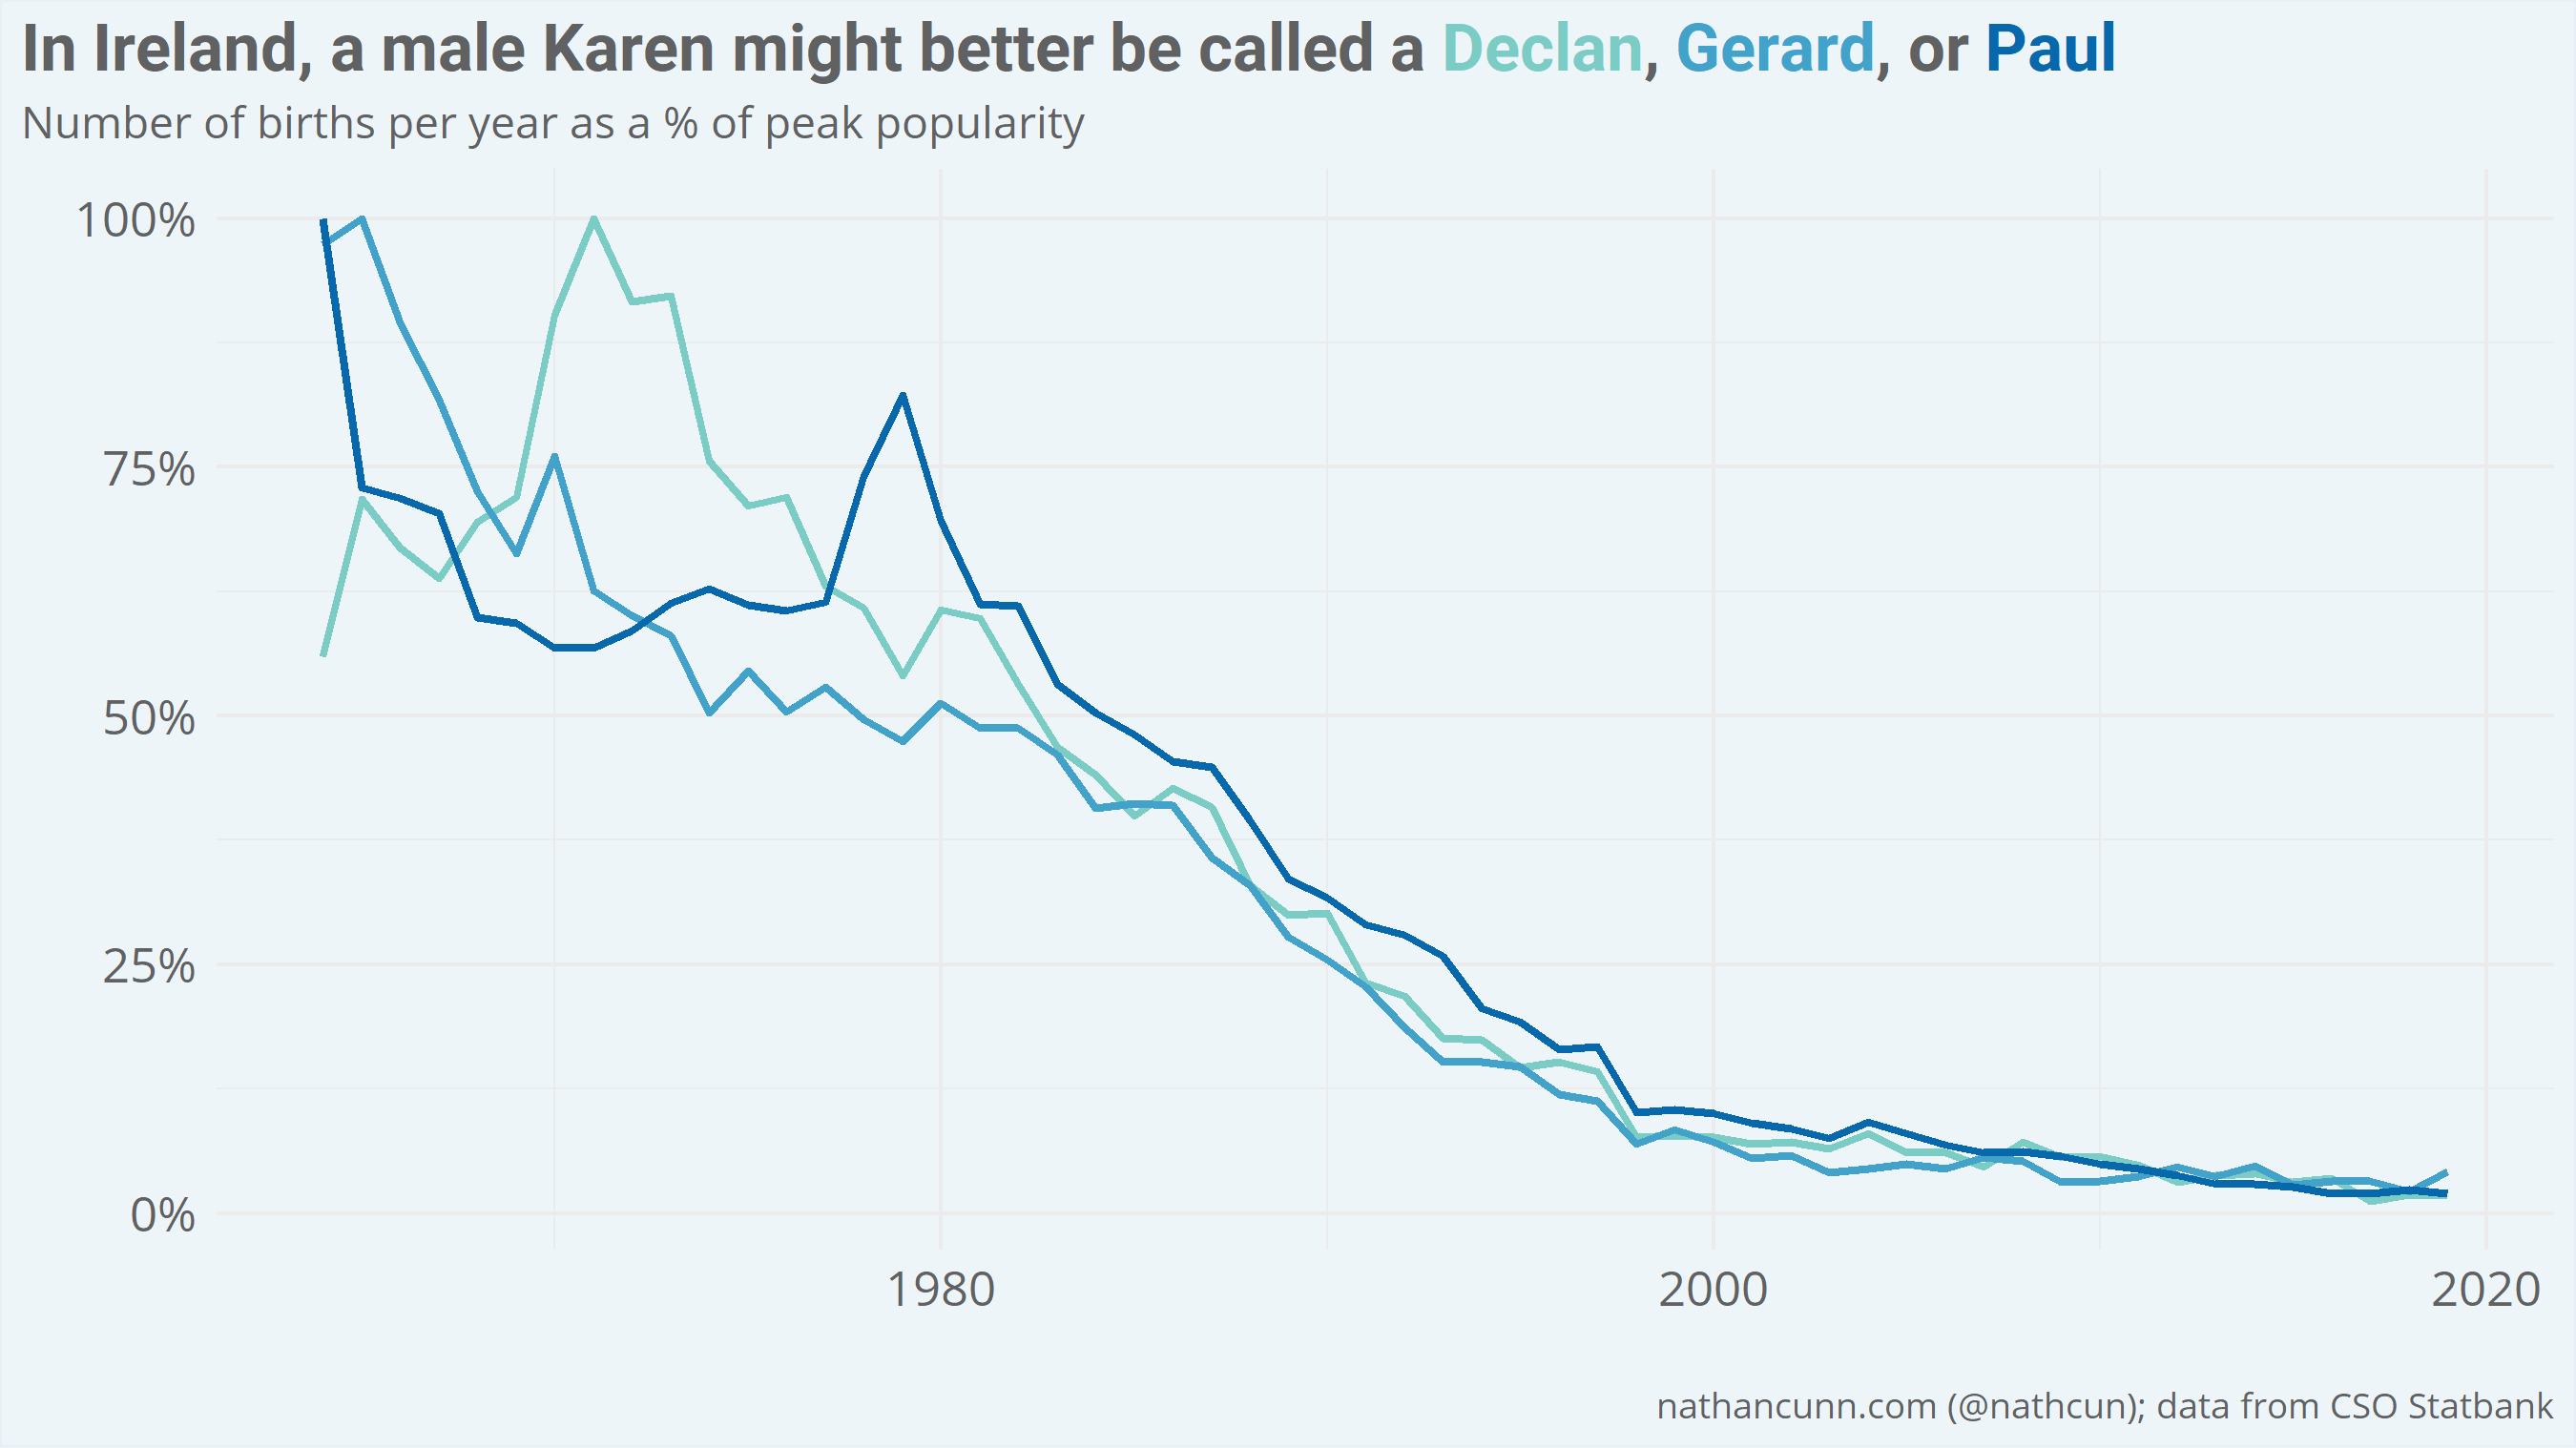 In Ireland, a male Karen might better be called a Declan, Gerard, or Paul
Number of births per year as a % of peak popularity
100%
75%
50%
25%
0%
1980
2000
2020
nathancunn.com (@nathcun); data from CSO Statbank